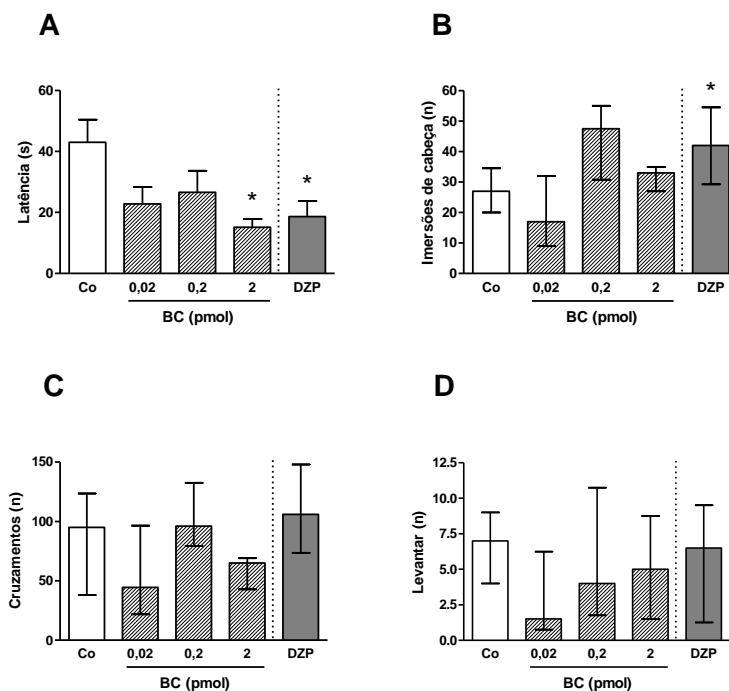 A
Latência (s)
60
40
20
0
*
*
Co
0,02
0,2
2
DZP
BC (pmol)
B
Imersões de cabeça (n)
60
50
40
30
20
10
0
*
Co
0,02
0,2
2
DZP
BC (pmol)
C
Cruzamentos (n)
150
100
50
0
Co
0,02
0,2
2
DZP
BC (pmol)
D
Levantar (n)
12.5
10.0
7.5
5.0
2.5
0.0
Co
0,02
0,2
2
DZP
BC (pmol)